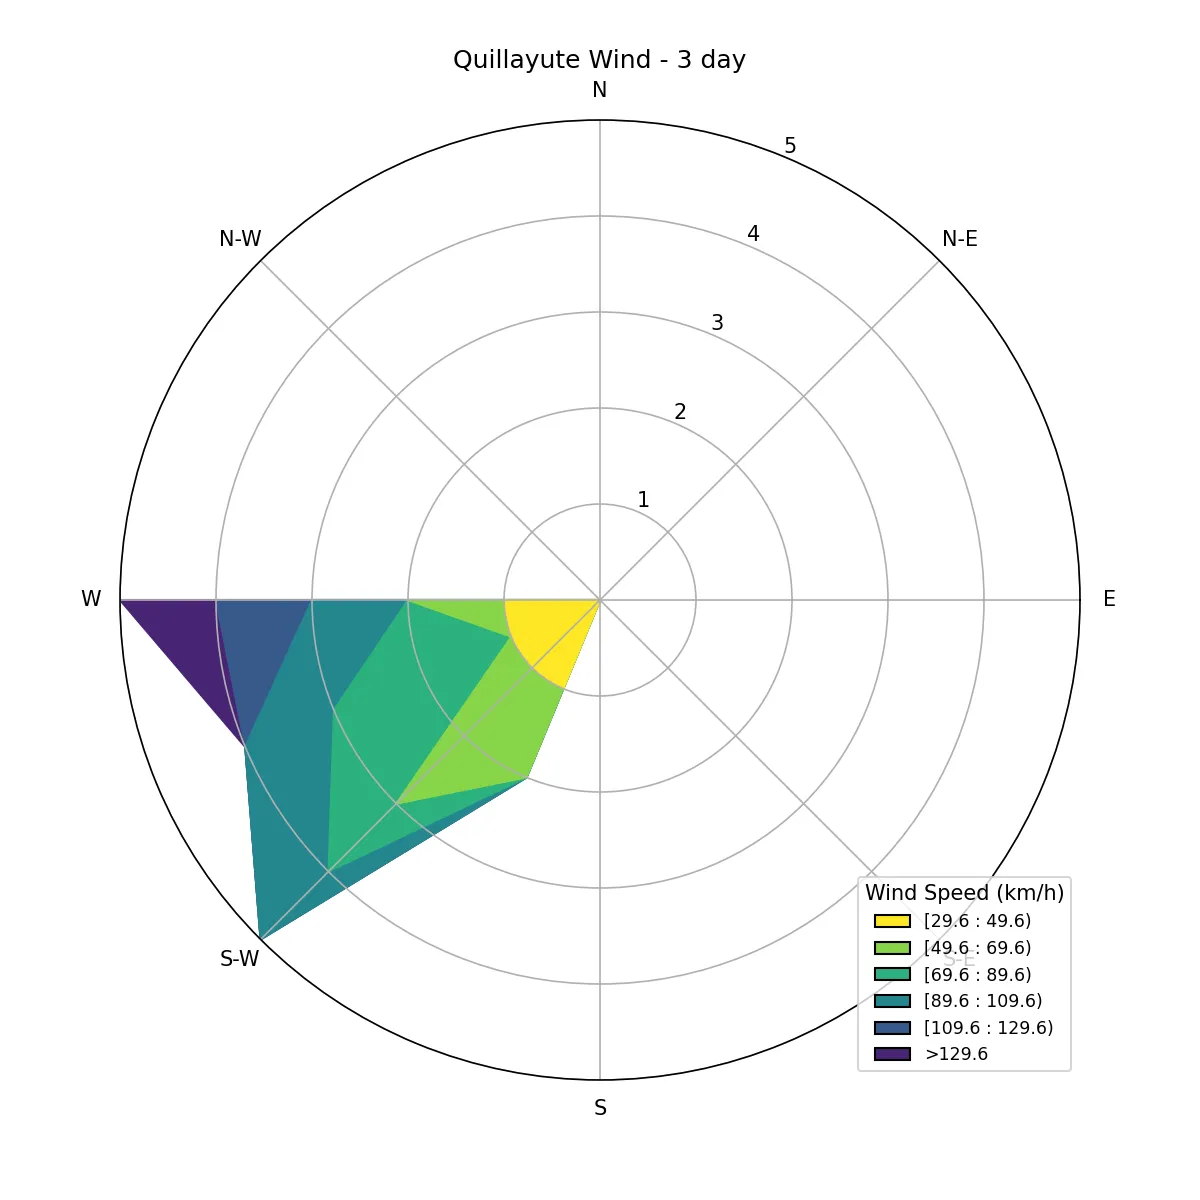 Quillayute Wind - 3 day
N
5
N-W
N-E
4
3
2
1
W
E
Wind Speed (km/h)
[29.6 : 49.6)
[49.6 : 69.6)
S-W
S-E
[69.6 : 89.6)
[89.6 : 109.6)
[109.6 : 129.6)
>129.6
S